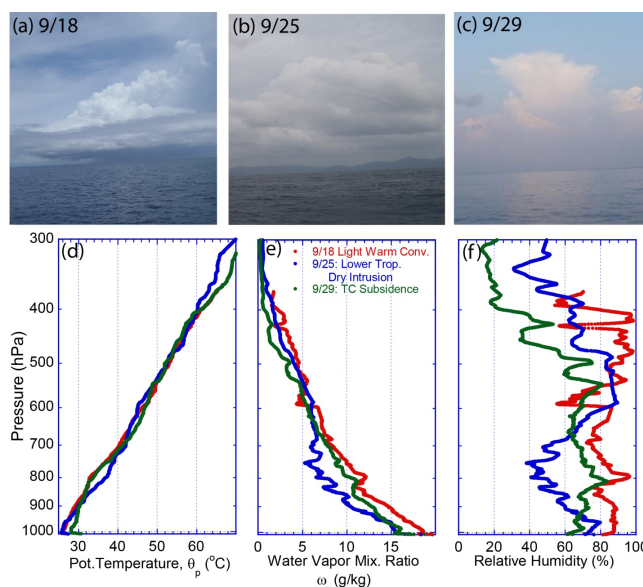 (a) 9/18
(b) 9/25
(c) 9/29
(d)
(e)
(f)
9/18 Light Warm Conv.
9/25: Lower Trop.
Dry Intrusion
9/29: TC Subsidence
Pressure (hPa)
300
400
500
600
700
800
900
1000
30 40 50 60
0 5 10 15
0 20 40 60 80 100
Pot.Temperature, θp (°C)
Water Vapor Mix. Ratio
ω (g/kg)
Relative Humidity (%)